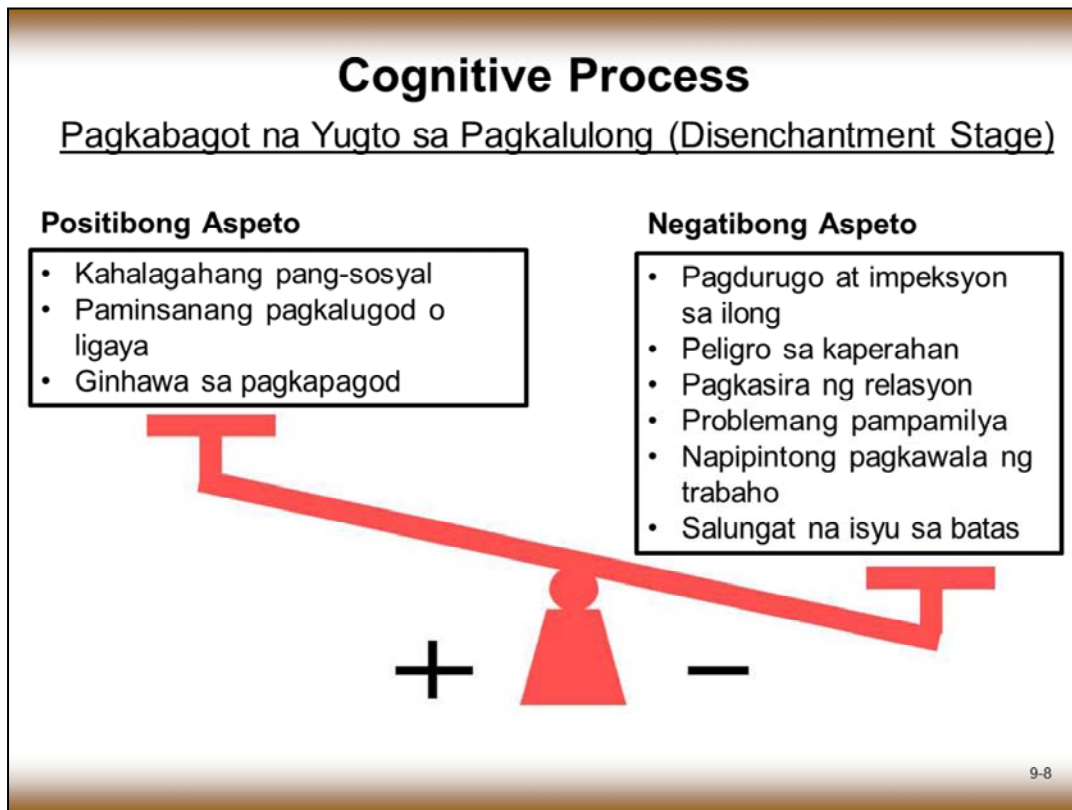 Cognitive Process
Pagkabagot na Yugto sa Pagkalulong (Disenchantment Stage)
Positibong Aspeto
• Kahalagahang pang-sosyal
• Paminsanang pagkalugod o
ligaya
• Ginhawa sa pagkapagod
Negatibong Aspeto
• Pagdurugo at impeksyon
sa ilong
• Peligro sa kaperahan
• Pagkasira ng relasyon
• Problemang pampamilya
• Napipintong pagkawala ng
trabaho
• Salungat na isyu sa batas
+ −
9-8